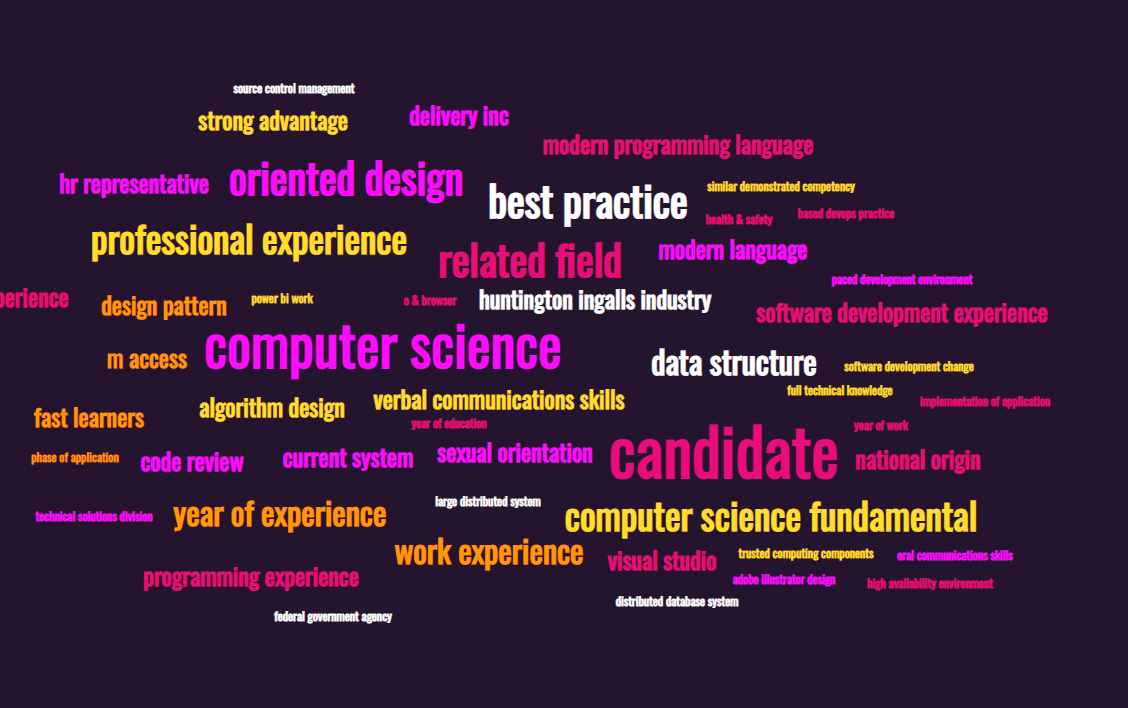 source control management
strong advantage
delivery inc
modern programming language
hr representative
oriented design
best practice
similar demonstrated competency
health & safety
based devops practice
professional experience
related field
modern language
paced development environment
perience
design pattern
power bi work
o & browser
huntington ingalls industry
software development experience
m access
computer science
data structure
software development change
full technical knowledge
implementation of application
fast learners
algorithm design
verbal communications skills
year of education
candidate
year of work
phase of application
code review
current system
sexual orientation
national origin
technical solutions division
year of experience
large distributed system
computer science fundamental
work experience
visual studio
trusted computing components
oral communications skills
programming experience
adobe illustrator design
high availability environment
distributed database system
federal government agency